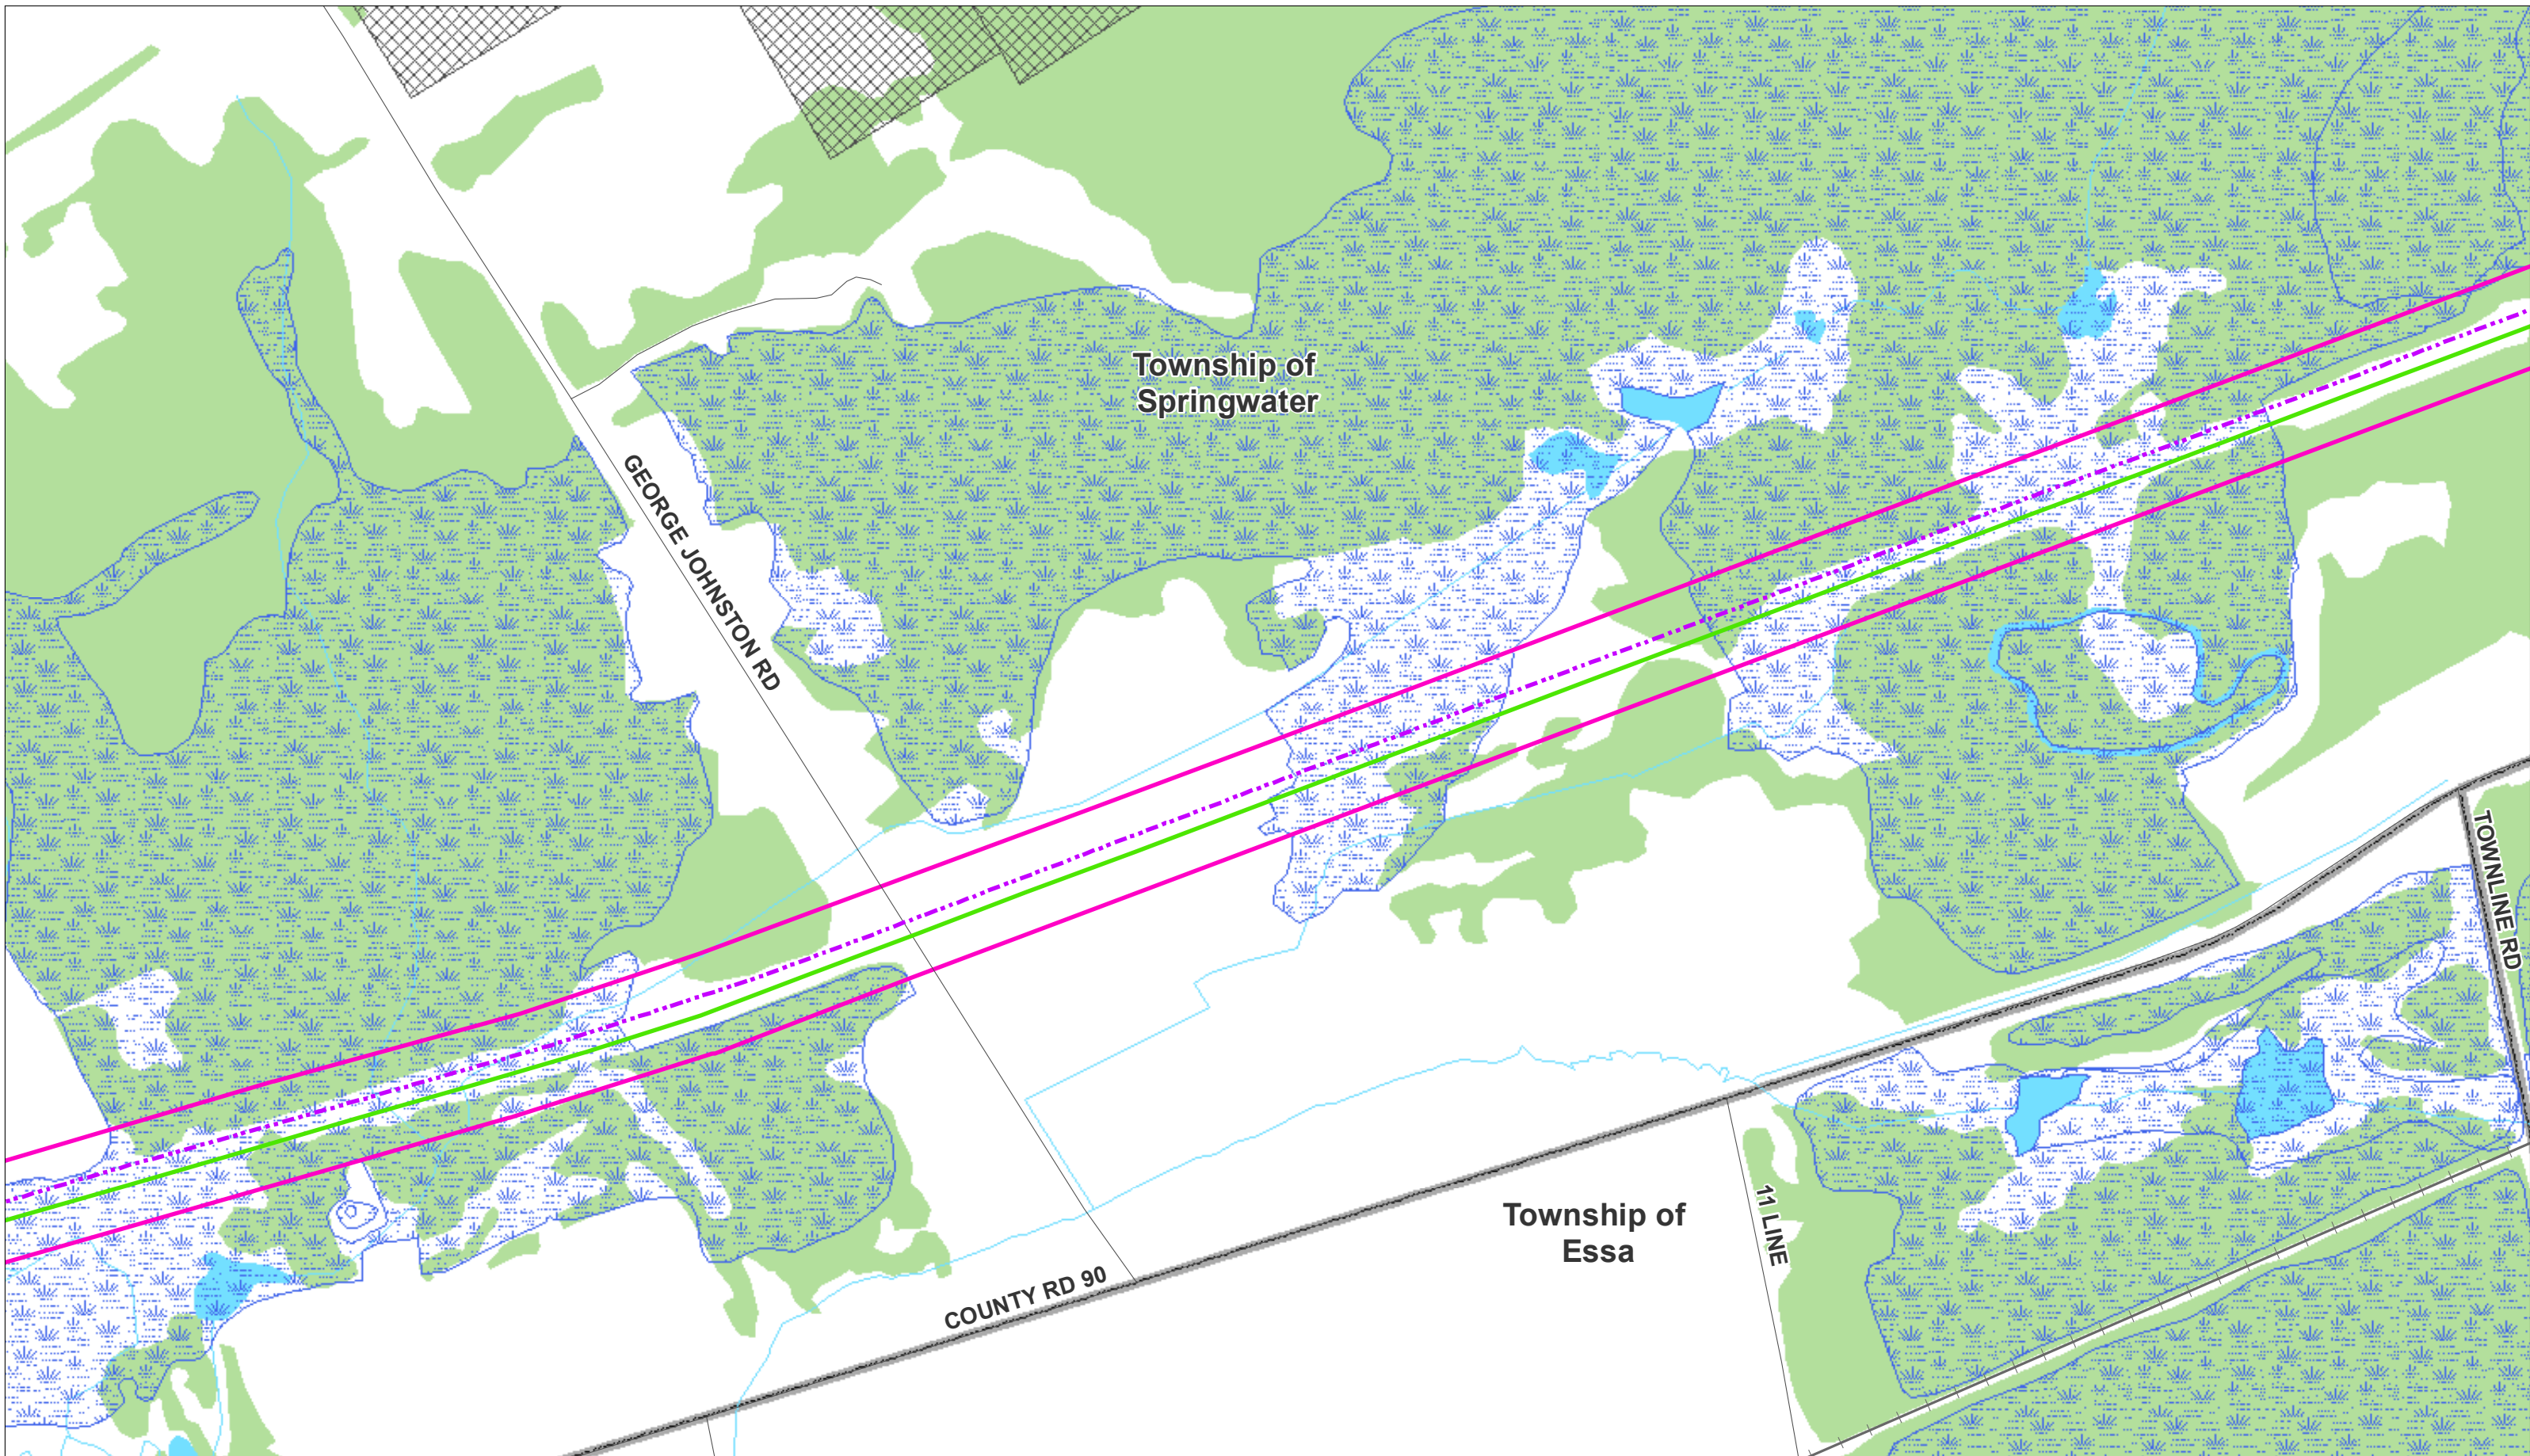 Township of
Springwater
GEORGE JOHNSTON RD
TOWNLINE RD
Township of
Essa
11 LINE
COUNTY RD 90